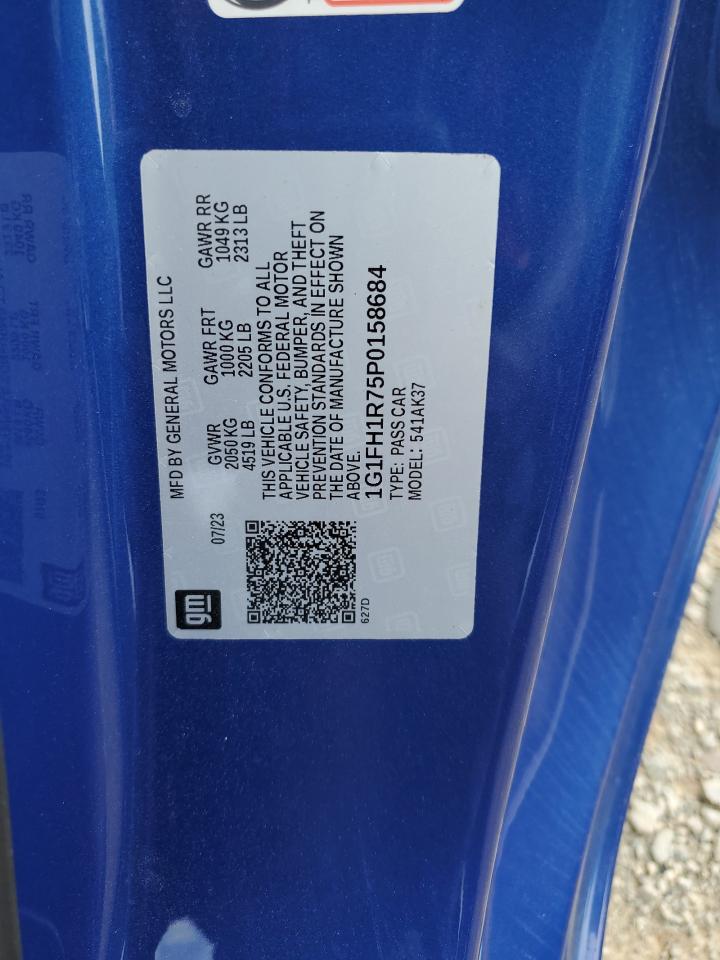 MFD BY GENERAL MOTORS LLC
07/23
GVWR GAWR FRT GAWR RR
2050 KG 1000 KG 1049 KG
4519 LB 2205 LB 2313 LB
THIS VEHICLE CONFORMS TO ALL
APPLICABLE U.S. FEDERAL MOTOR
VEHICLE SAFETY, BUMPER, AND THEFT
PREVENTION STANDARDS IN EFFECT ON
THE DATE OF MANUFACTURE SHOWN
ABOVE.
1G1FH1R75P0158684
TYPE: PASS CAR
MODEL: 541AK37
gm
627D